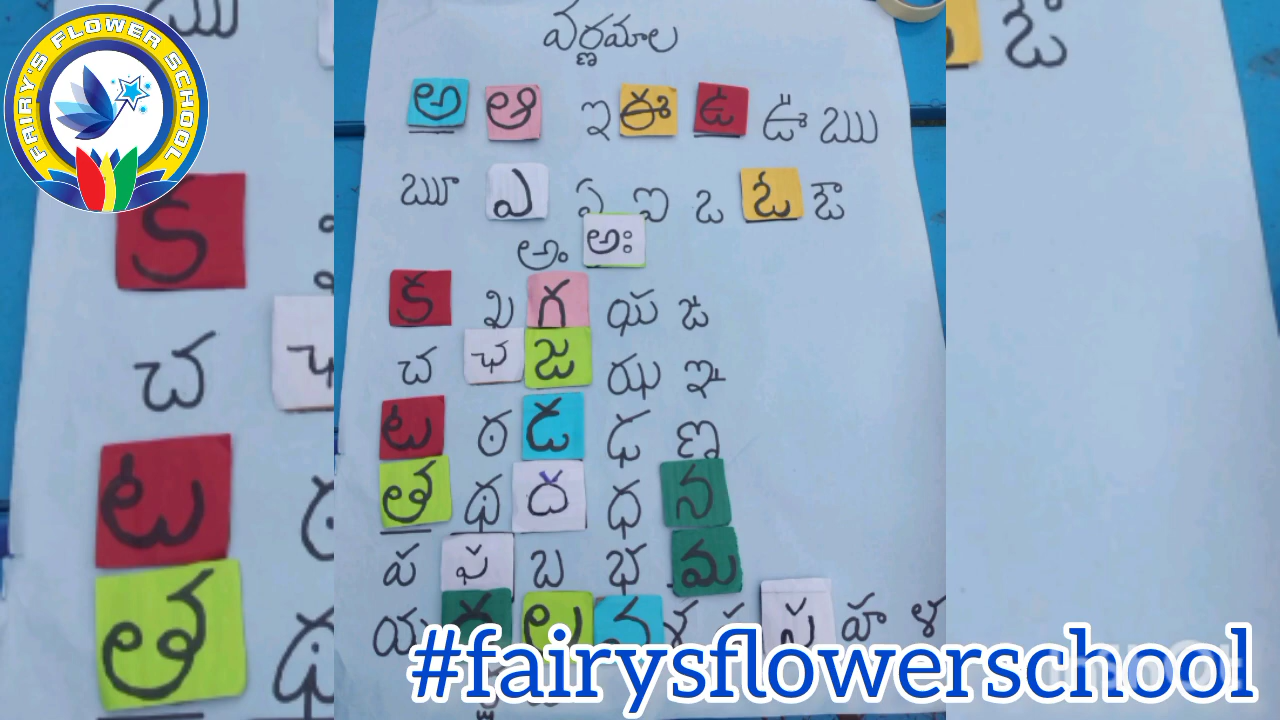 FAIRY'S FLOWER SCHOOL
వర్ణమాల
అ ఆ ఇ ఈ ఉ ఊ ఋ
ౠ ఎ ఏ ఐ ఒ ఓ ఔ
అం అః
క ఖ గ ఘ ఙ
చ ఛ జ ఝ ఞ
ట ఠ డ ఢ ణ
త థ ద ధ న
ప ఫ బ భ మ
య ర ల వ శ ష స హ ళ
#fairysflowerschool